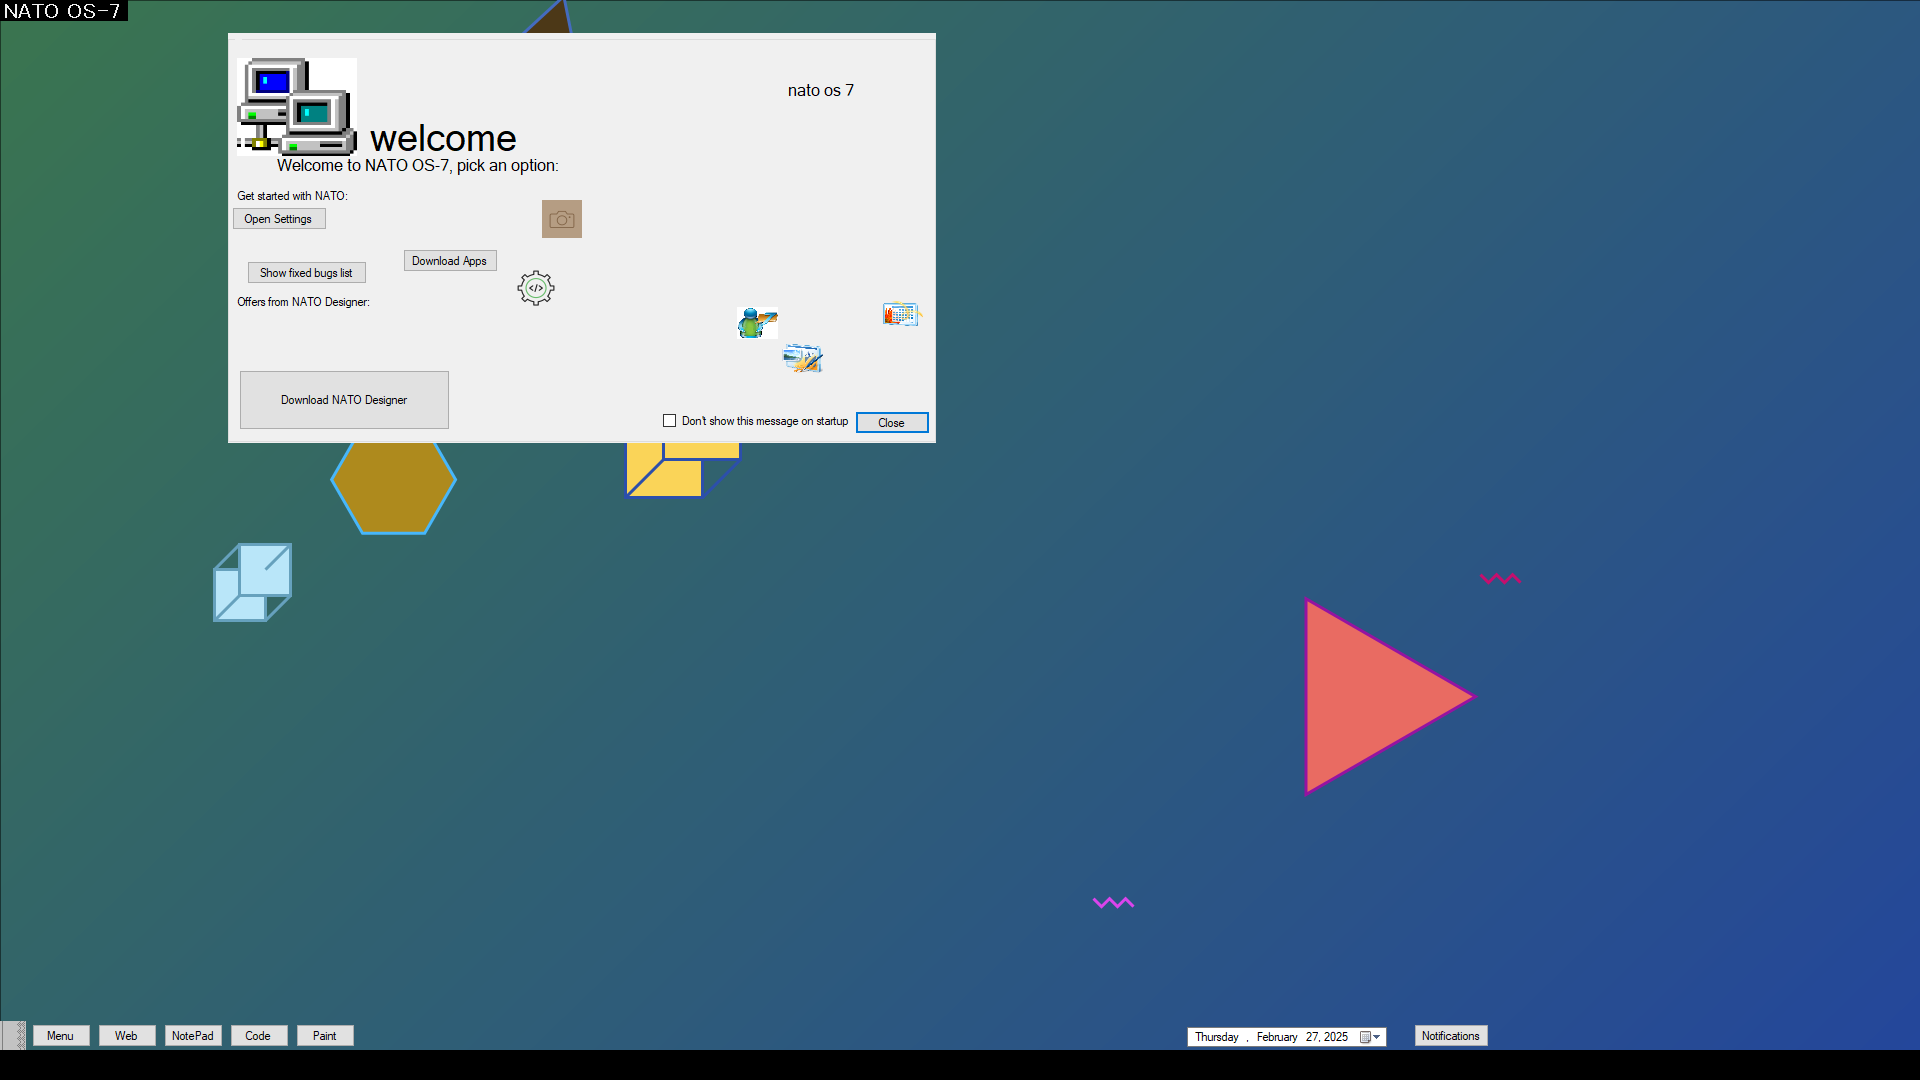 NATO OS-7
nato os 7
welcome
Welcome to NATO OS-7, pick an option:
Get started with NATO:
Open Settings
Download Apps
Show fixed bugs list
</>
Offers from NATO Designer:
Download NATO Designer
Don't show this message on startup
Close
Menu
Web
NotePad
Code
Paint
Thursday , February 27, 2025
Notifications